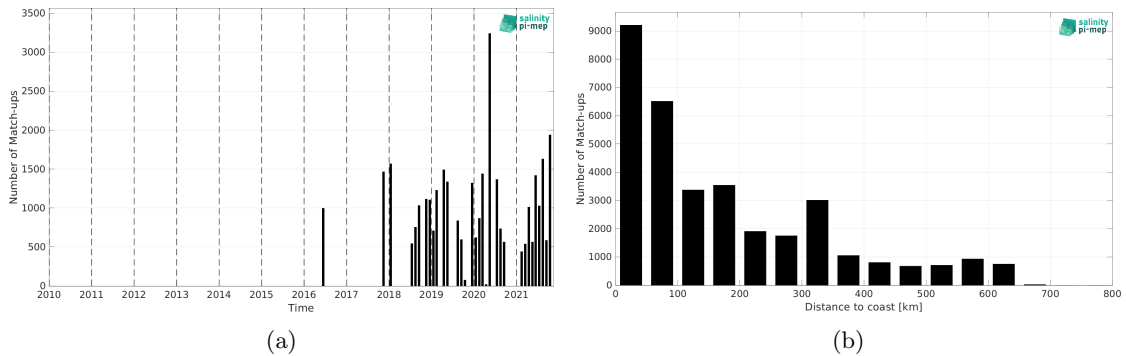 3500
3000
2500
2000
1500
1000
500
0
Number of Match-ups
2010 2011 2012 2013 2014 2015 2016 2017 2018 2019 2020 2021
Time
salinity
pi-mep
(a)
9000
8000
7000
6000
5000
4000
3000
2000
1000
0
Number of Match-ups
0 100 200 300 400 500 600 700 800
Distance to coast [km]
salinity
pi-mep
(b)